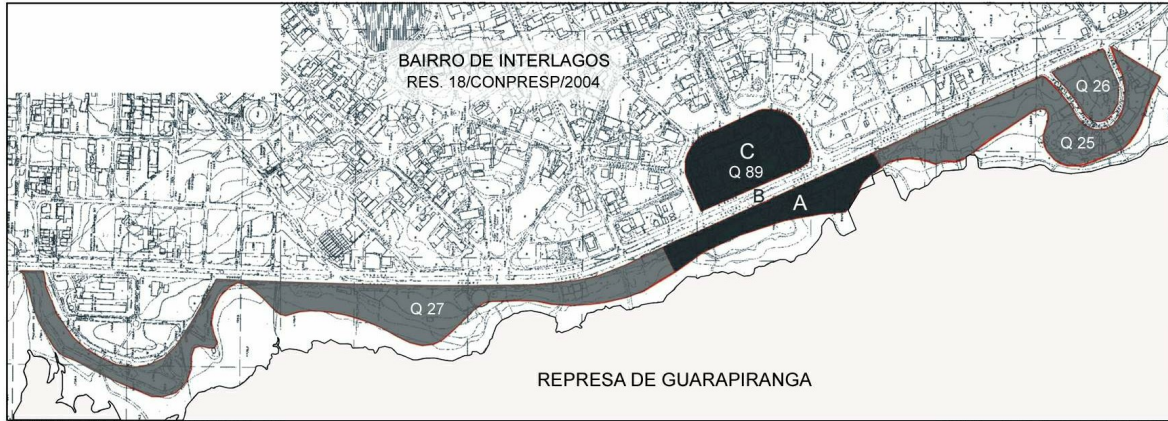 BAIRRO DE INTERLAGOS
RES. 18/CONPRESP/2004
Q 26
Q 25
C
Q 89
B
A
Q 27
REPRESA DE GUARAPIRANGA